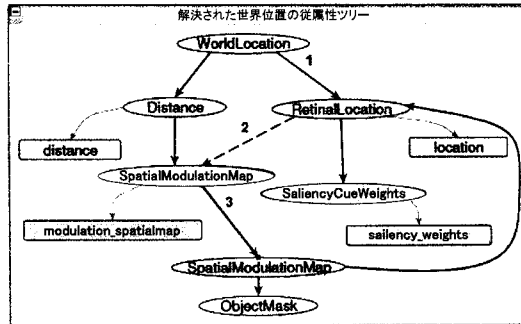 解決された世界位置の従属性ツリー
WorldLocation
1
Distance
RetinalLocation
2
distance
location
SpatialModulationMap
SaliencyCueWeights
3
modulation_spatialmap
sailency_weights
SpatialModulationMap
ObjectMask